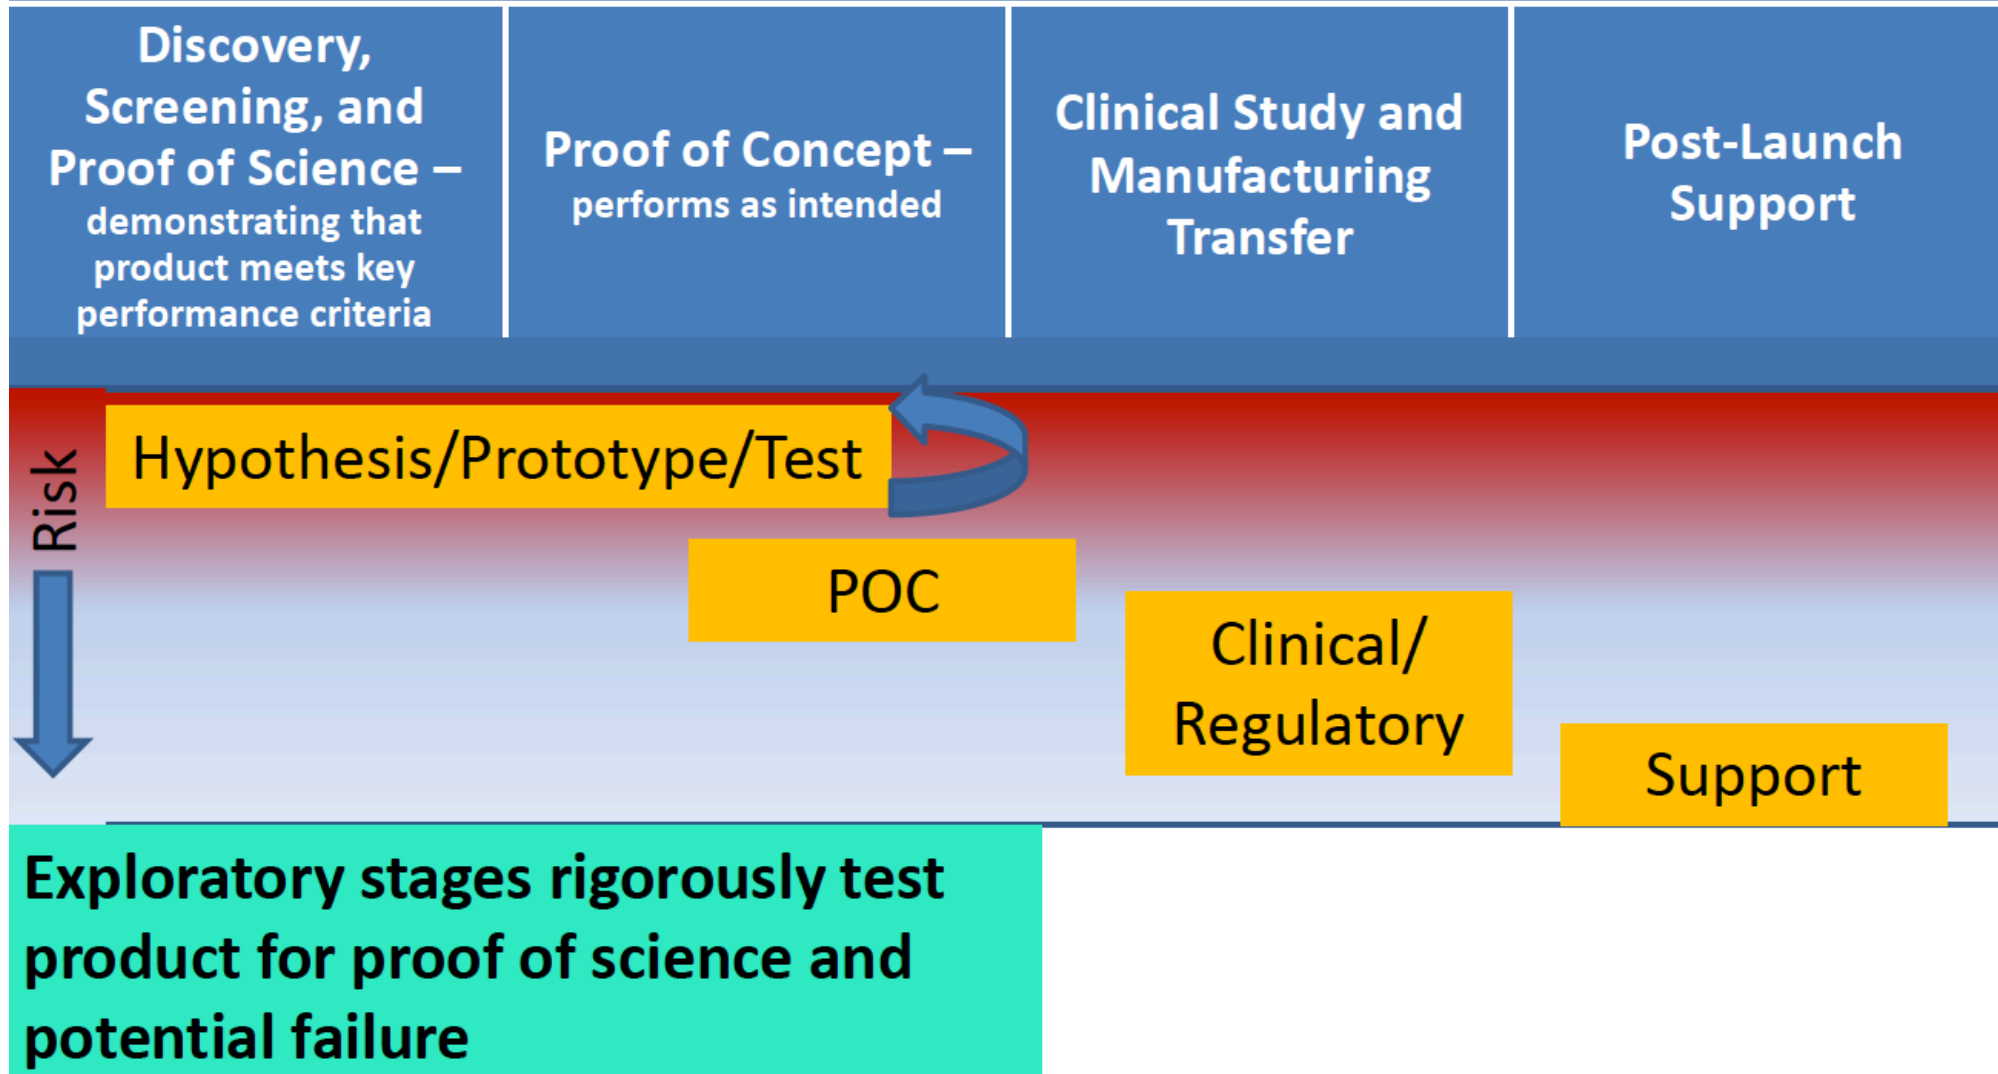 Discovery,
Screening, and
Proof of Science –
demonstrating that
product meets key
performance criteria
Proof of Concept –
performs as intended
Clinical Study and
Manufacturing
Transfer
Post-Launch
Support
Risk
Hypothesis/Prototype/Test
POC
Clinical/
Regulatory
Support
Exploratory stages rigorously test
product for proof of science and
potential failure